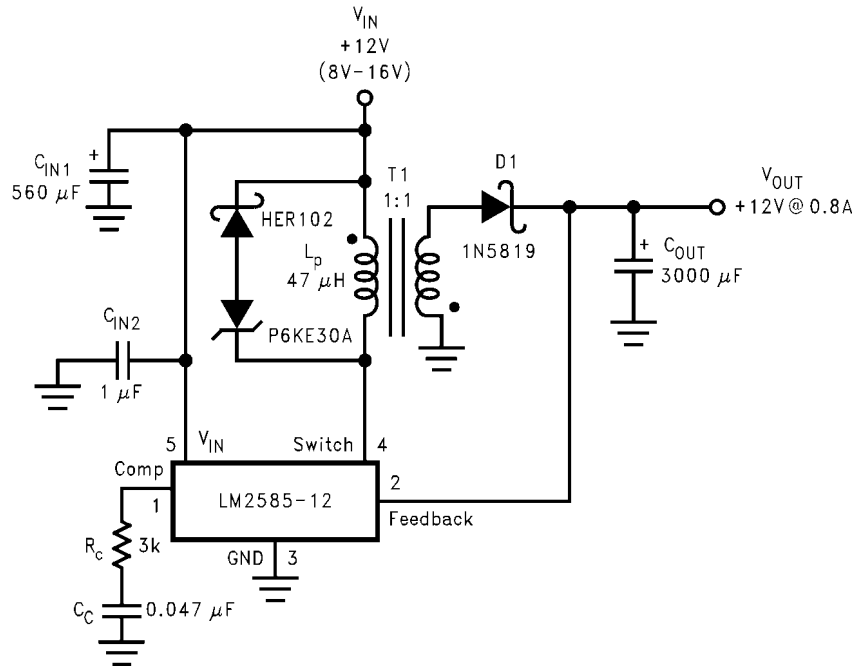 V_IN
+12V
(8V–16V)
C_IN1
+
560 μF
HER102
L_p
47 μH
T1
1:1
D1
1N5819
V_OUT
+12V@0.8A
+
C_OUT
3000 μF
P6KE30A
C_IN2
1 μF
5
V_IN
Switch
4
Comp
1
LM2585-12
2
Feedback
R_c
3k
GND
3
C_C
0.047 μF